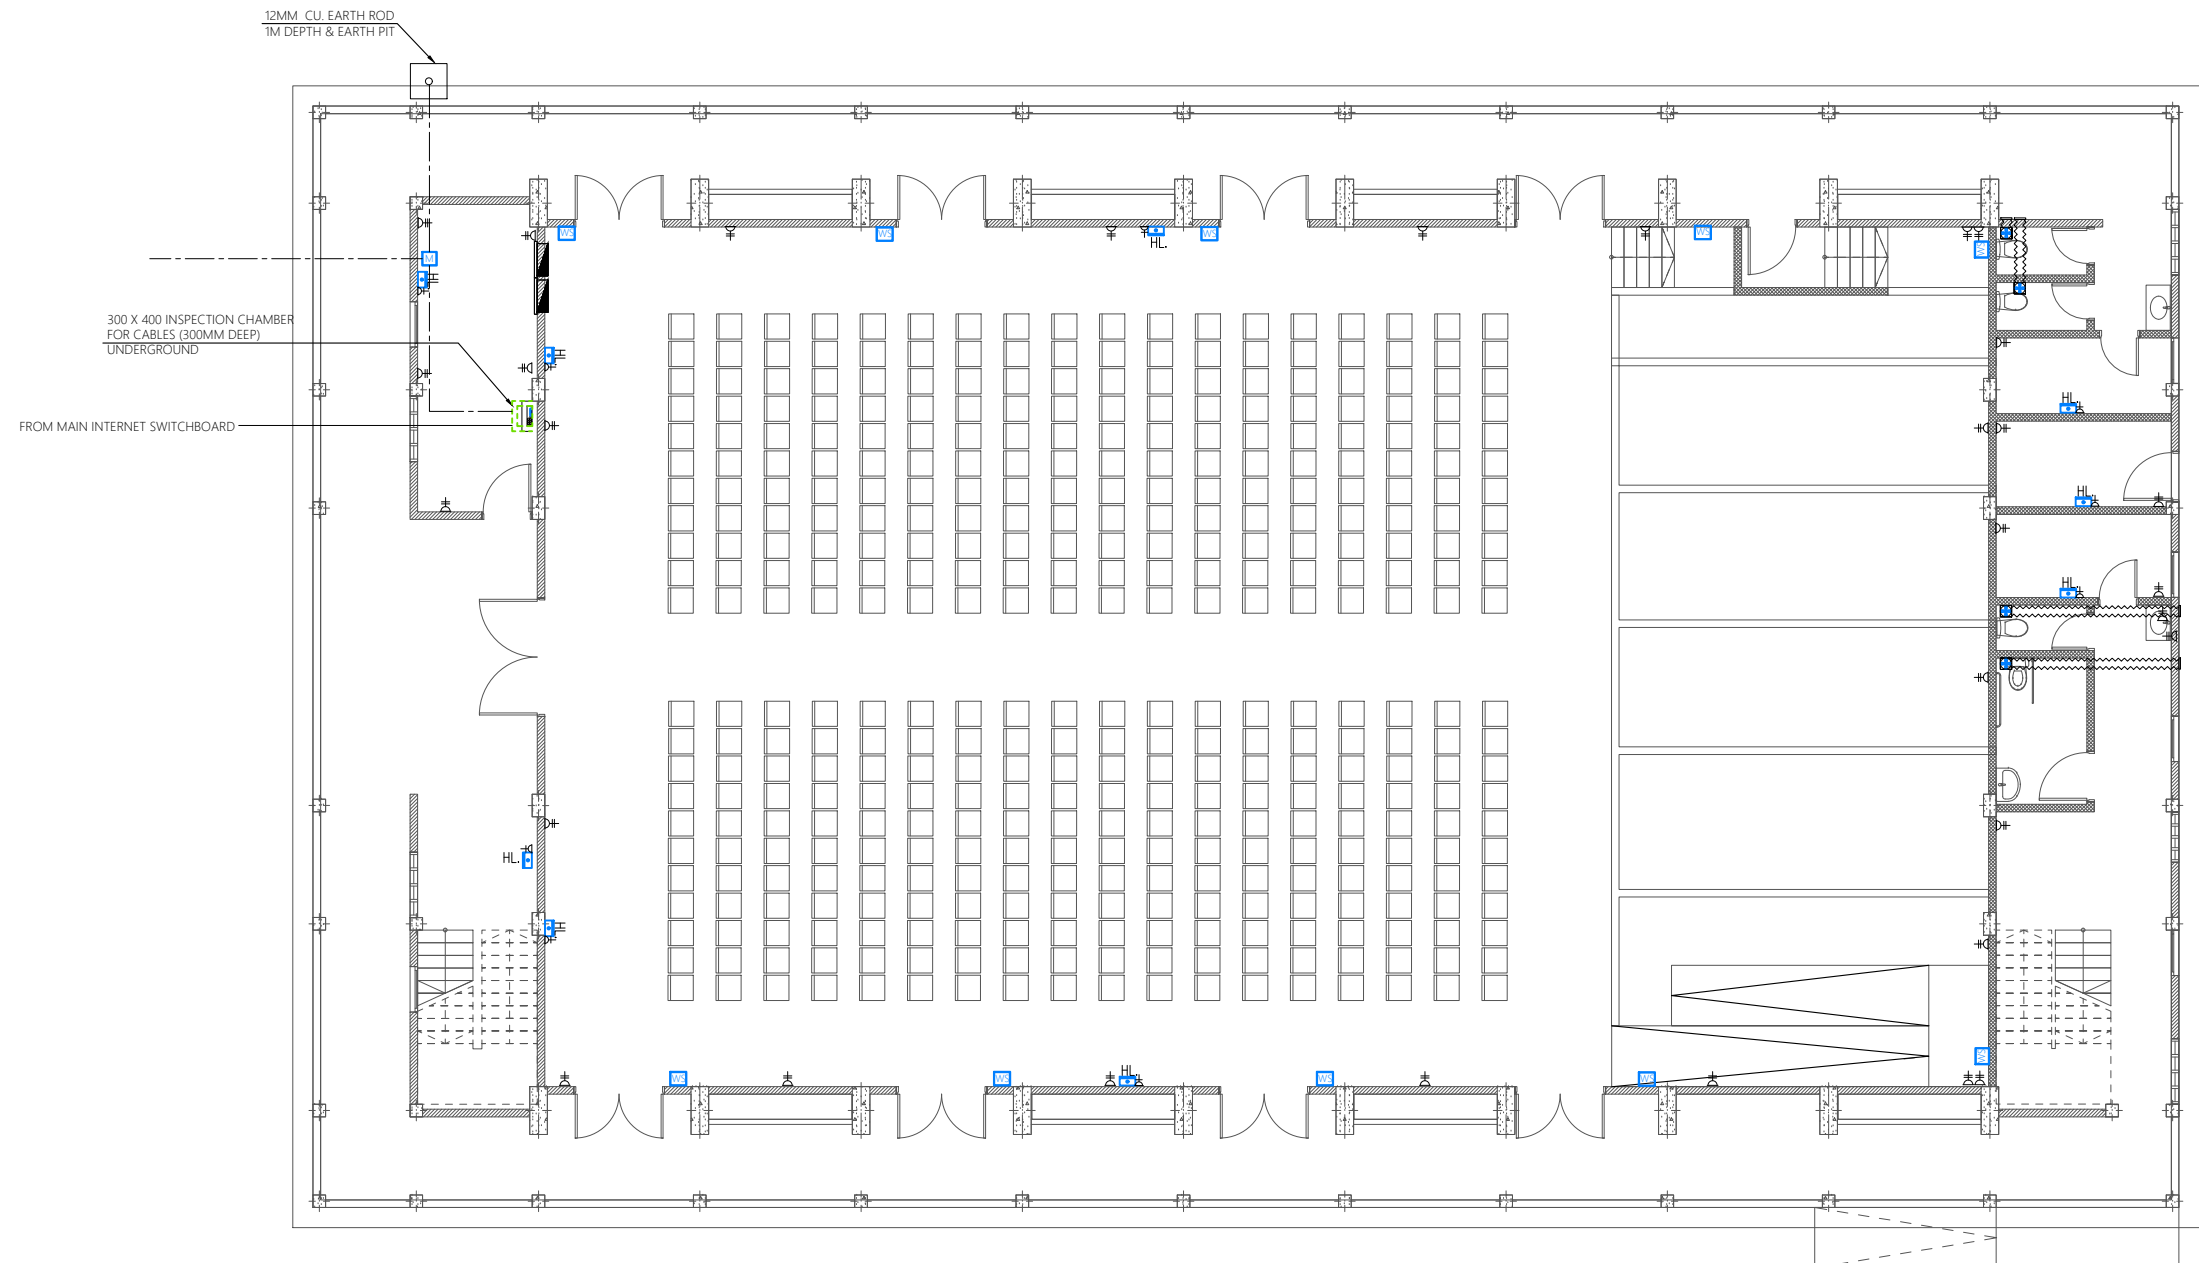 12MM CU. EARTH ROD
1M DEPTH & EARTH PIT
WS
WS
HL.
WS
WS
WS
M
H
300 X 400 INSPECTION CHAMBER
FOR CABLES (300MM DEEP)
UNDERGROUND
H
HL.
FROM MAIN INTERNET SWITCHBOARD
HL.
HL.
HL.
H
WS
WS
WS
HL.
WS
WS